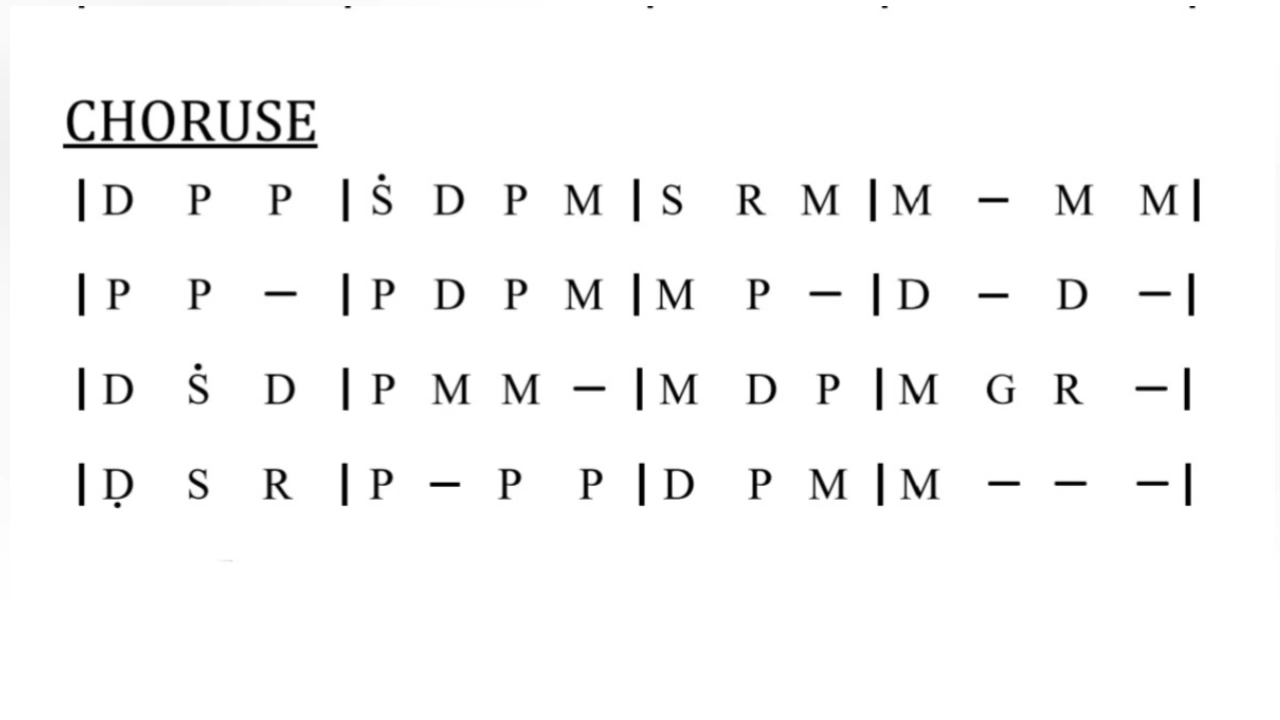 CHORUSE
| D P P | Ṡ D P M | S R M | M – M M |
| P P – | P D P M | M P – | D – D – |
| D Ṡ D | P M M – | M D P | M G R – |
| Ḍ S R | P – P P | D P M | M – – – |